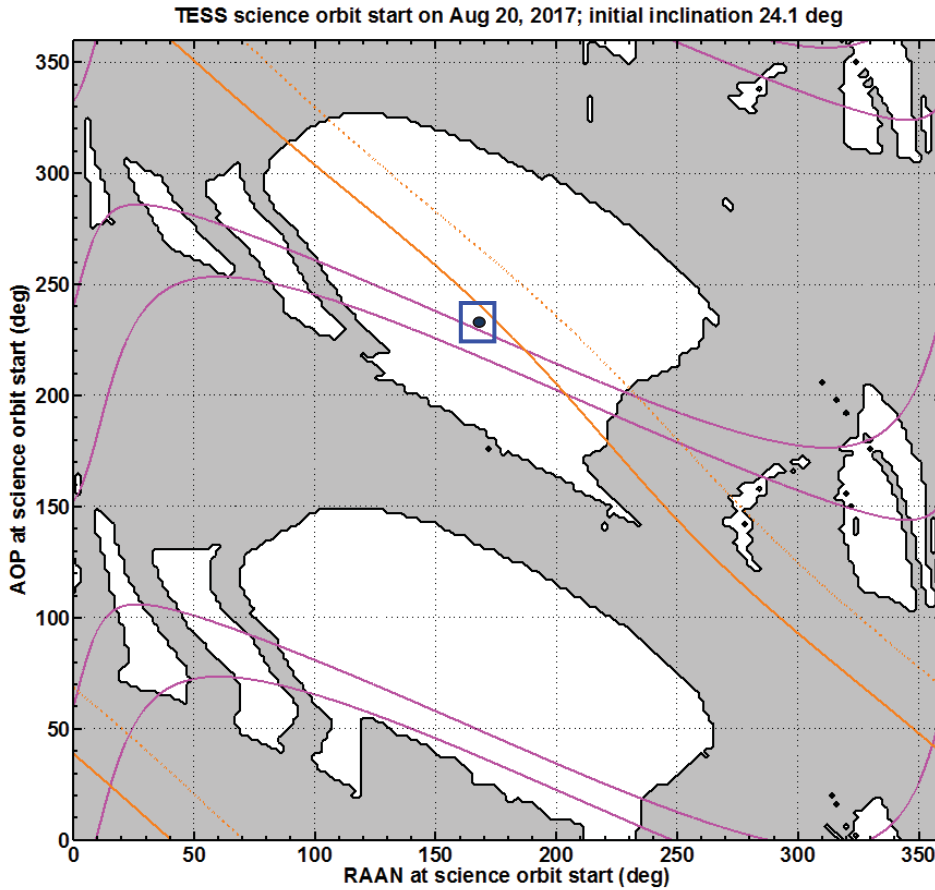 TESS science orbit start on Aug 20, 2017; initial inclination 24.1 deg
AOP at science orbit start (deg)
350
300
250
200
150
100
50
0
0 50 100 150 200 250 300 350
RAAN at science orbit start (deg)